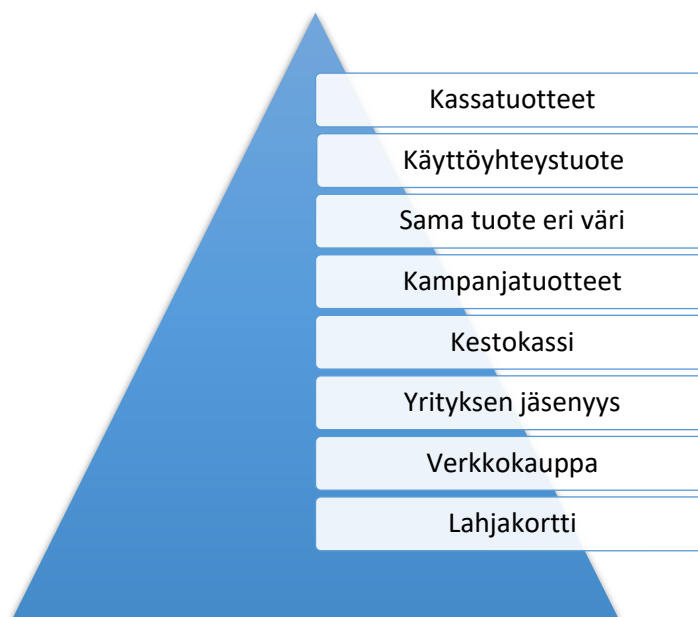 Kassatuotteet
Käyttöyhteystuote
Sama tuote eri väri
Kampanjatuotteet
Kestokassi
Yrityksen jäsenyys
Verkkokauppa
Lahjakortti